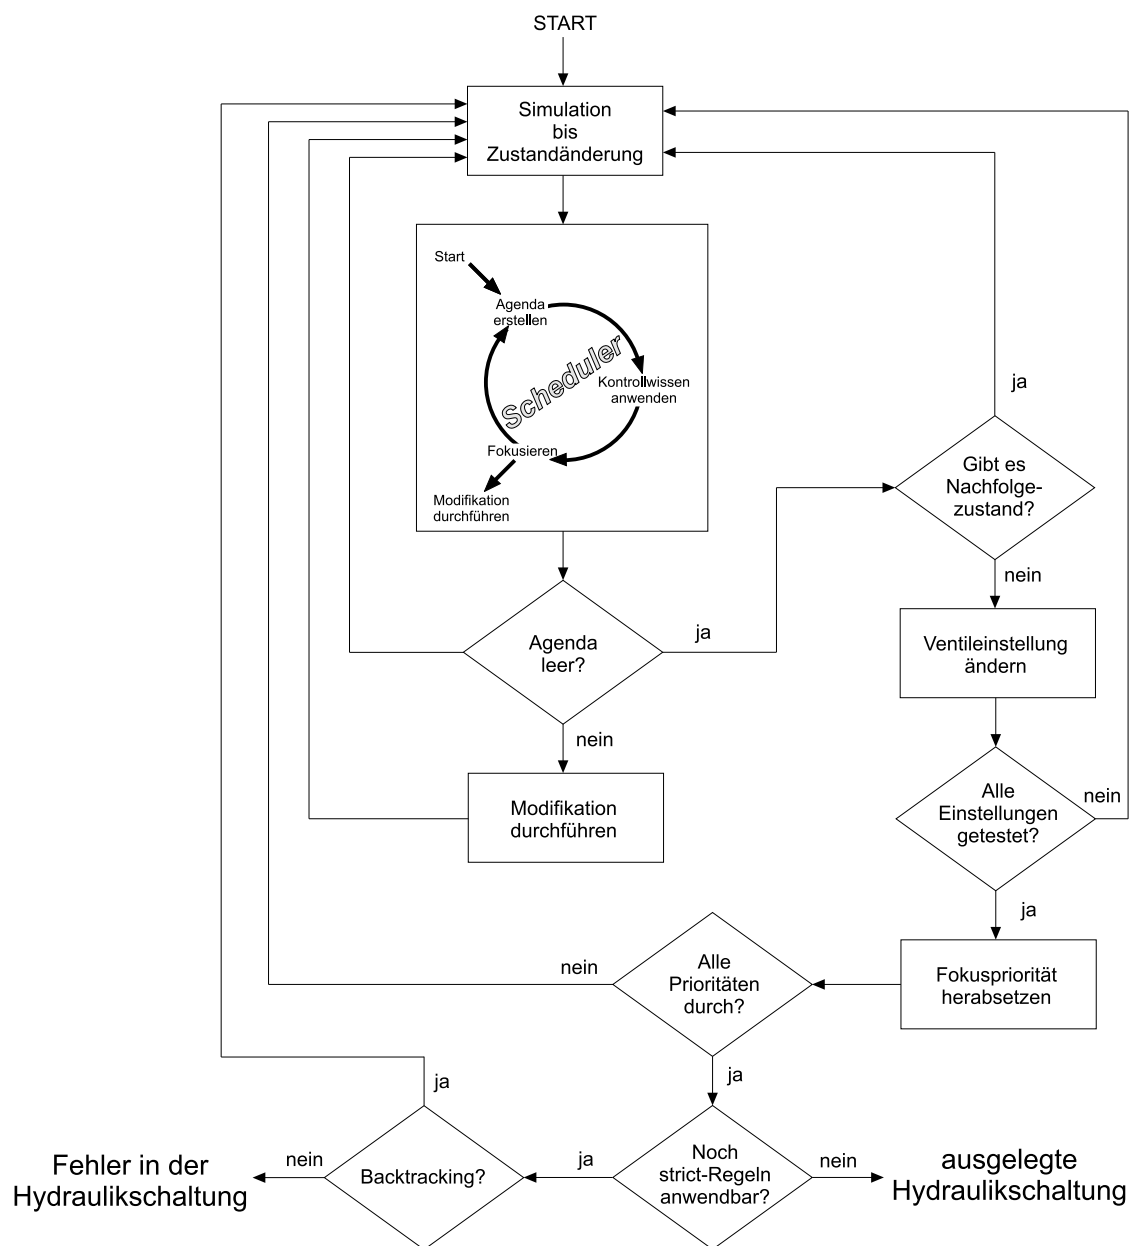 START
Simulation
bis
Zustandänderung
Start
Agenda
erstellen
Scheduler
Kontrollwissen
anwenden
Fokusieren
Modifikation
durchführen
ja
Gibt es
Nachfolge-
zustand?
nein
Agenda
leer?
ja
Ventileinstellung
ändern
nein
Modifikation
durchführen
Alle
Einstellungen
getestet?
nein
ja
nein
Alle
Prioritäten
durch?
Fokuspriorität
herabsetzen
ja
ja
Fehler in der
Hydraulikschaltung
nein
Backtracking?
ja
Noch
strict-Regeln
anwendbar?
nein
ausgelegte
Hydraulikschaltung